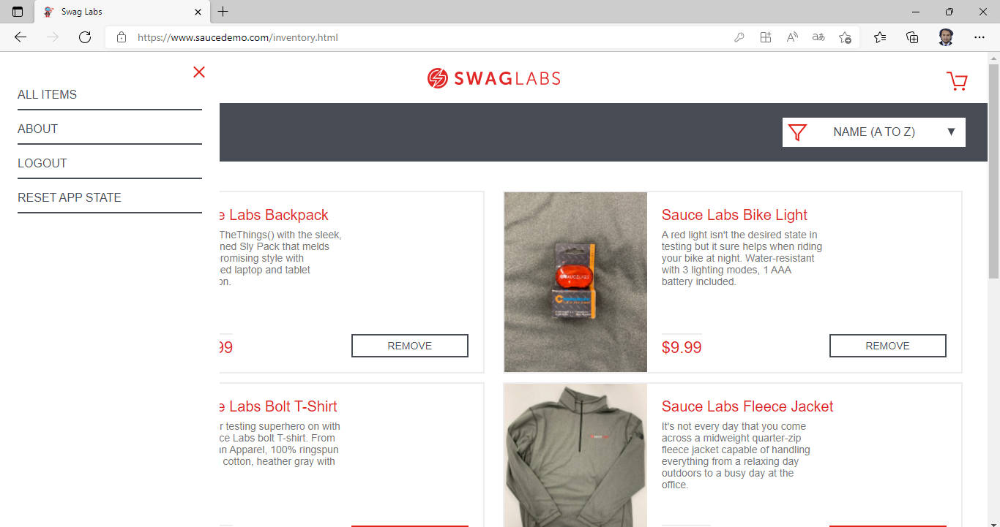 Swag Labs
https://www.saucedemo.com/inventory.html
SWAGLABS
ALL ITEMS
ABOUT
LOGOUT
RESET APP STATE
NAME (A TO Z)
e Labs Backpack
TheThings() with the sleek,
ned Sly Pack that melds
romising style with
ed laptop and tablet
on.
99
REMOVE
SAUCELABS
Sauce Labs Bike Light
A red light isn't the desired state in
testing but it sure helps when riding
your bike at night. Water-resistant
with 3 lighting modes, 1 AAA
battery included.
$9.99
REMOVE
e Labs Bolt T-Shirt
r testing superhero on with
ce Labs bolt T-shirt. From
n Apparel, 100% ringspun
cotton, heather gray with
Sauce Labs Fleece Jacket
It's not every day that you come
across a midweight quarter-zip
fleece jacket capable of handling
everything from a relaxing day
outdoors to a busy day at the
office.